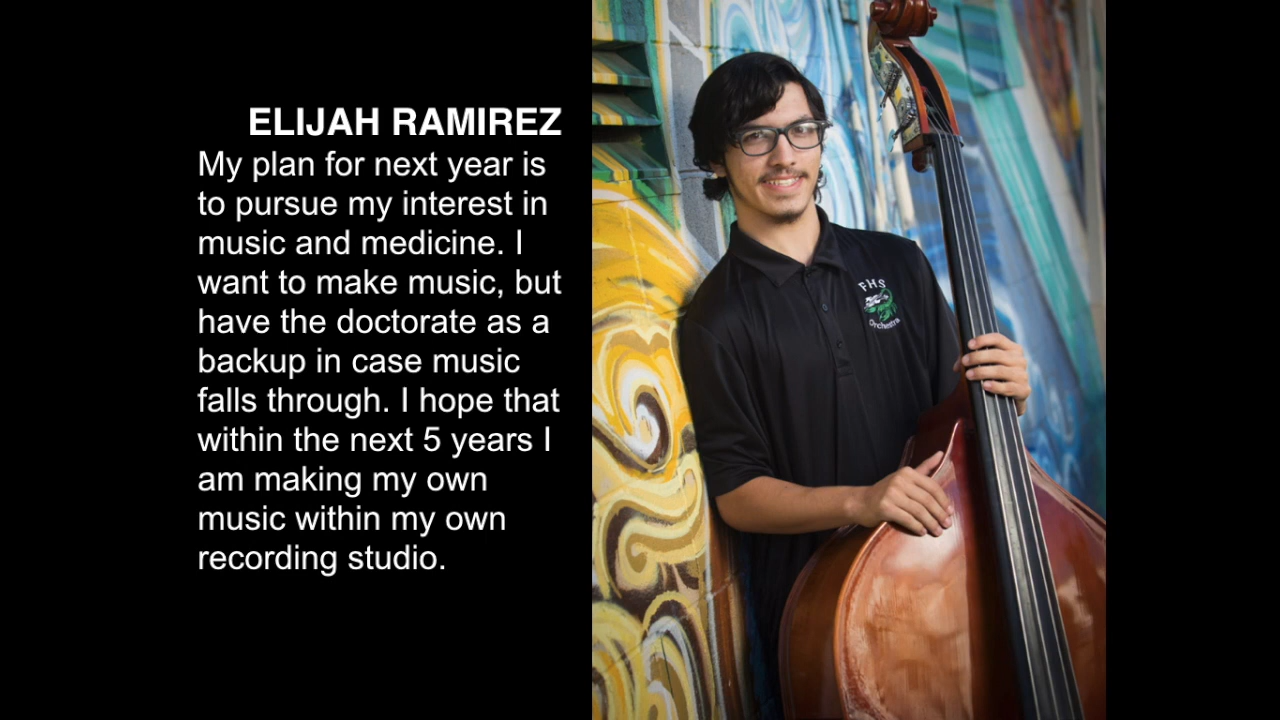 ELIJAH RAMIREZ
My plan for next year is
to pursue my interest in
music and medicine. I
want to make music, but
have the doctorate as a
backup in case music
falls through. I hope that
within the next 5 years I
am making my own
music within my own
recording studio.
FHS
Orchestra